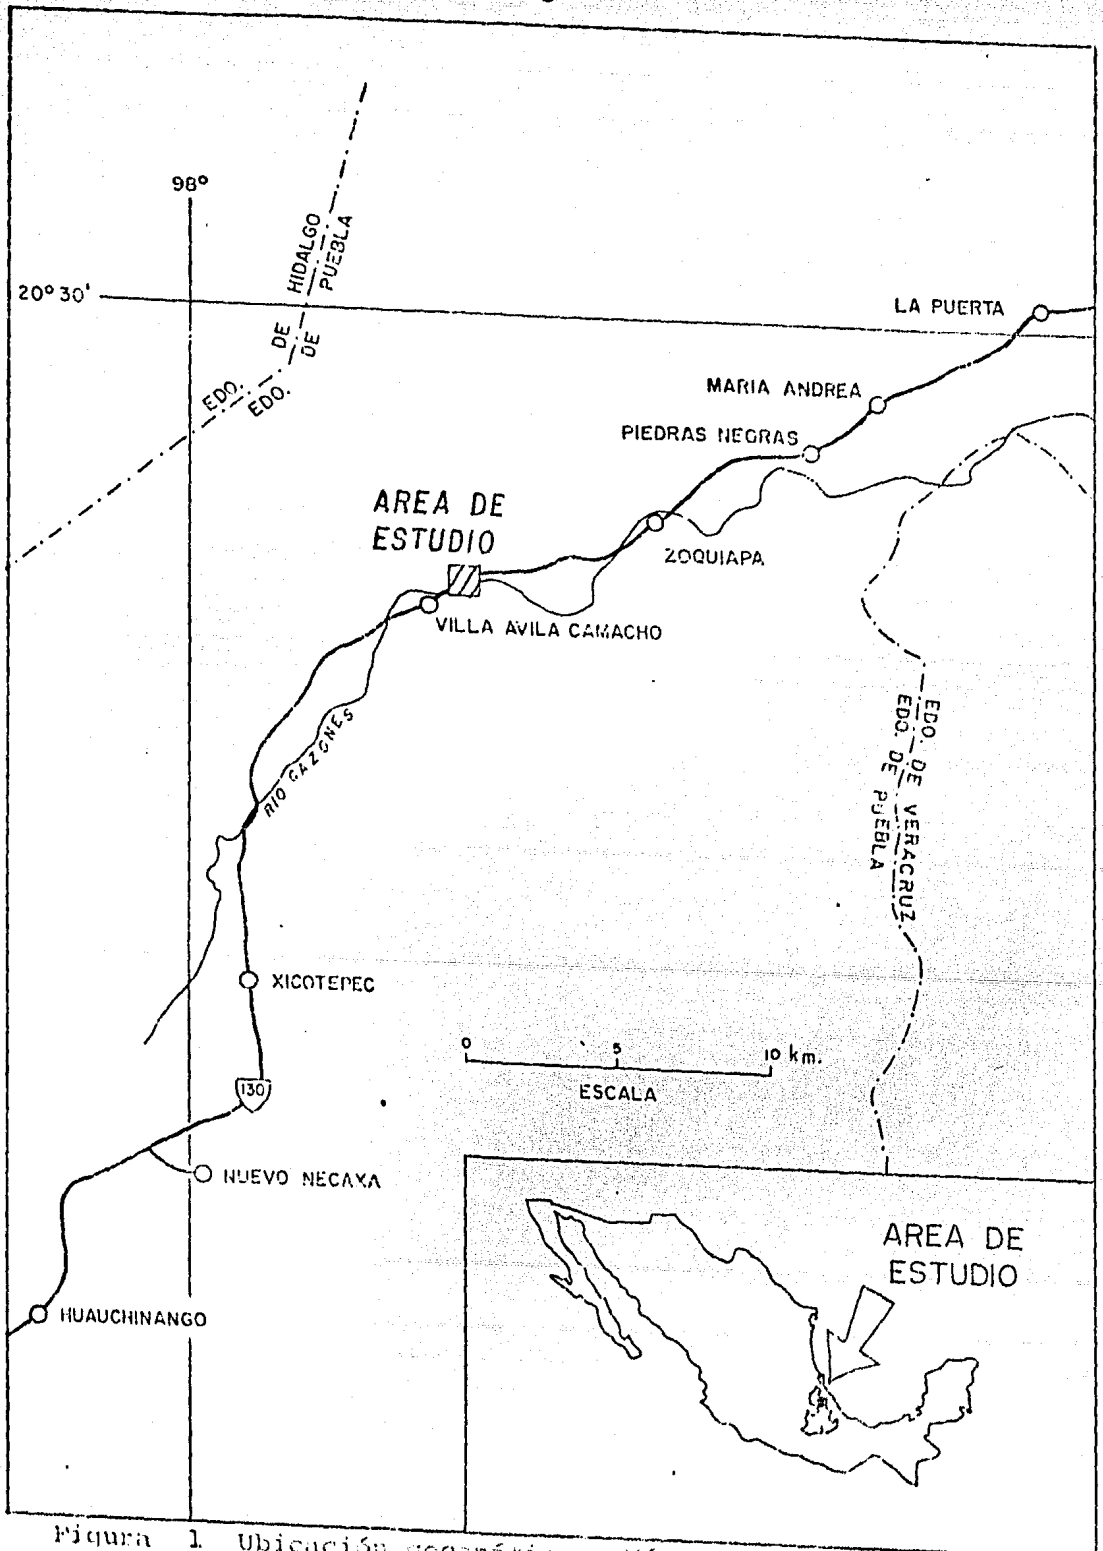 98°
HIDALGO
PUEBLA
20° 30'
DE
DE
EDO.
EDO.
LA PUERTA
MARIA ANDREA
PIEDRAS NEGRAS
AREA DE
ESTUDIO
ZOQUIAPA
VILLA AVILA CAMACHO
RIO CAZONES
EDO. DE VERACRUZ
EDO. DE PUEBLA
XICOTEPEC
0 5 10 km.
ESCALA
130
NUEVO NECAXA
AREA DE
ESTUDIO
HUAUCHINANGO
Figura 1 Ubicación